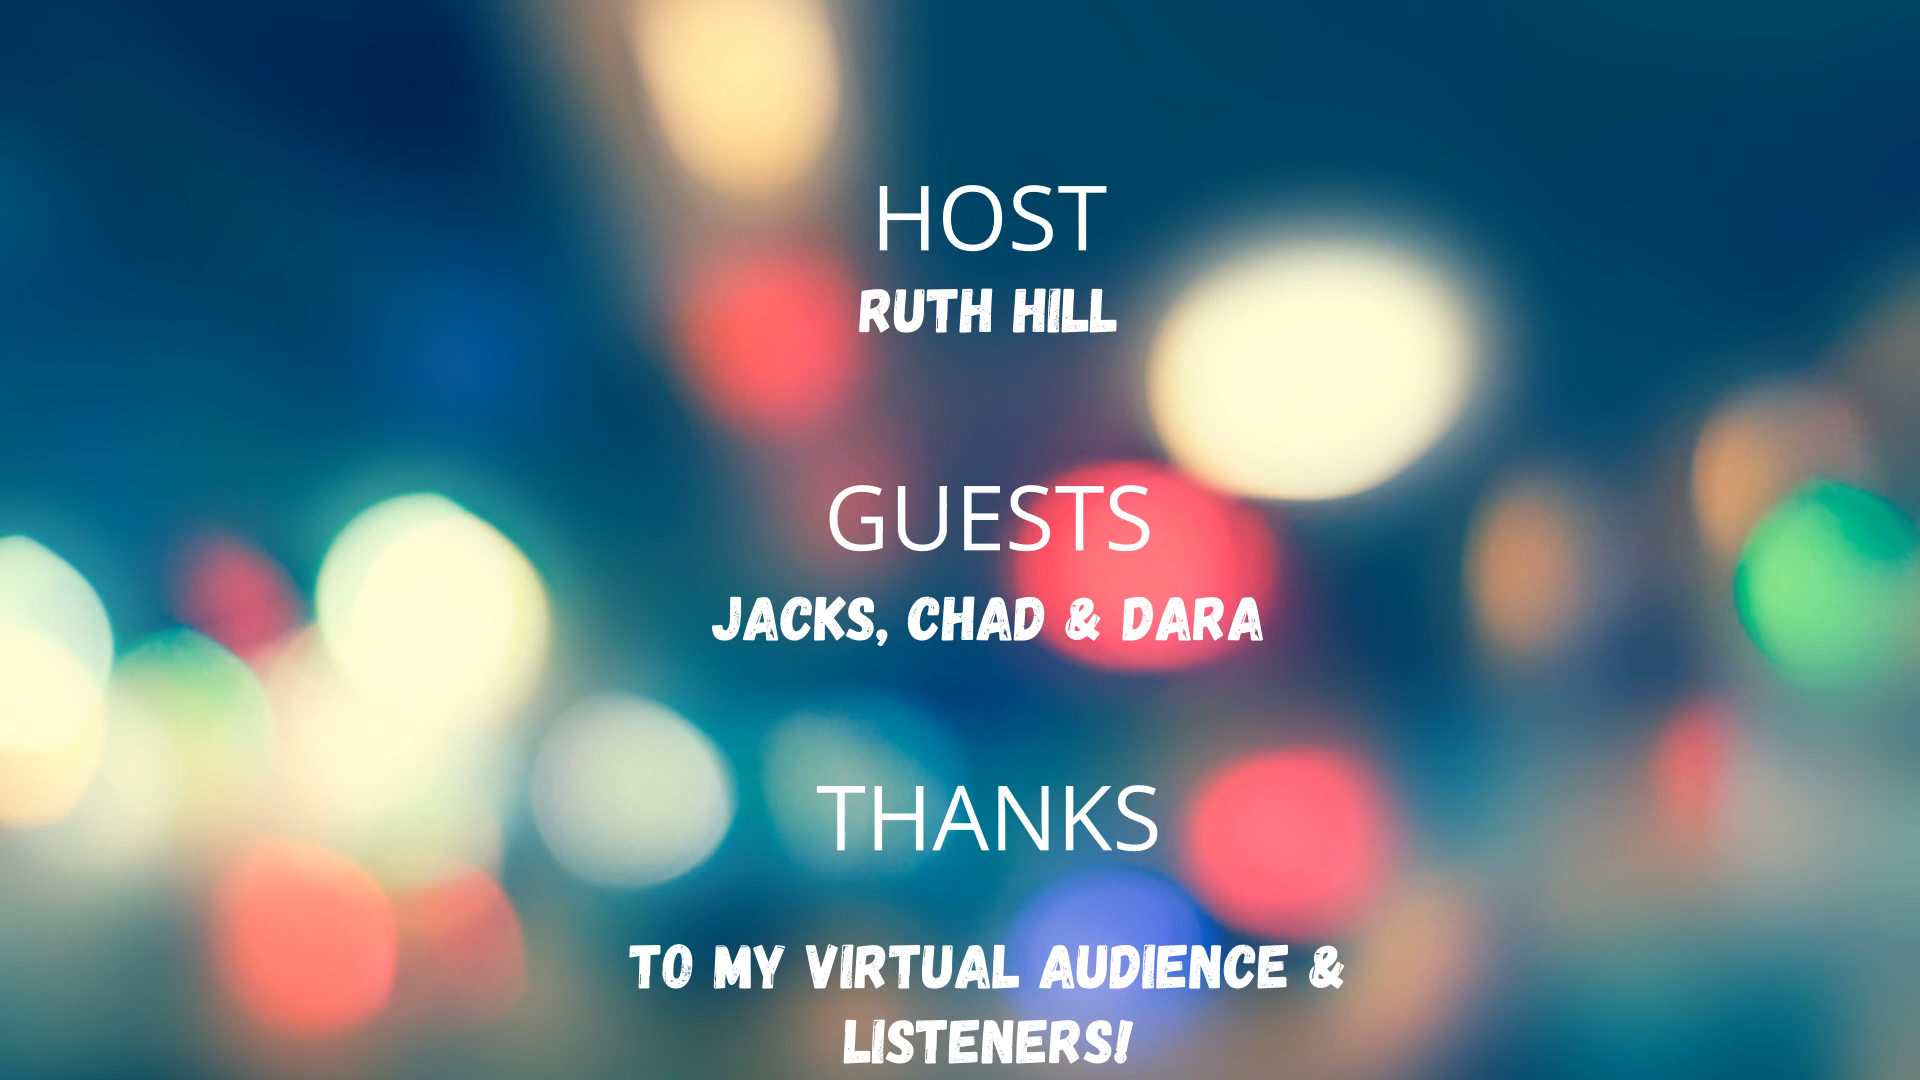 HOST
RUTH HILL
GUESTS
JACKS, CHAD & DARA
THANKS
TO MY VIRTUAL AUDIENCE &
LISTENERS!